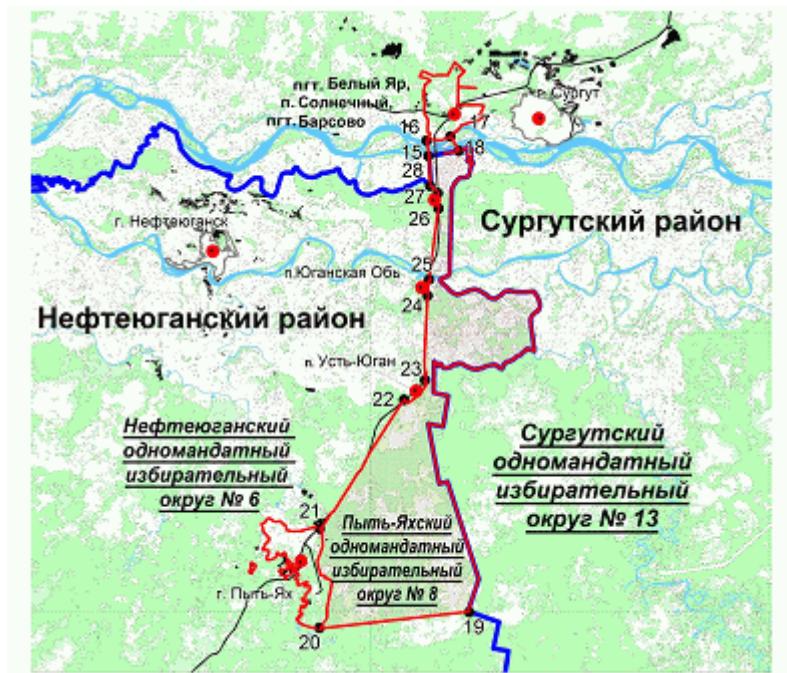 пгт. Белый Яр,
п. Солнечный,
пгт. Барсово
г. Сургут
16
17
15
18
28
27
26
г. Нефтеюганск
Сургутский район
25
п.Юганская Обь
24
Нефтеюганский район
п. Усть-Юган
23
22
Нефтеюганский
одномандатный
избирательный
округ № 6
Сургутский
одномандатный
избирательный
округ № 13
21
Пыть-Яхский
одномандатный
избирательный
округ № 8
г. Пыть-Ях
20
19